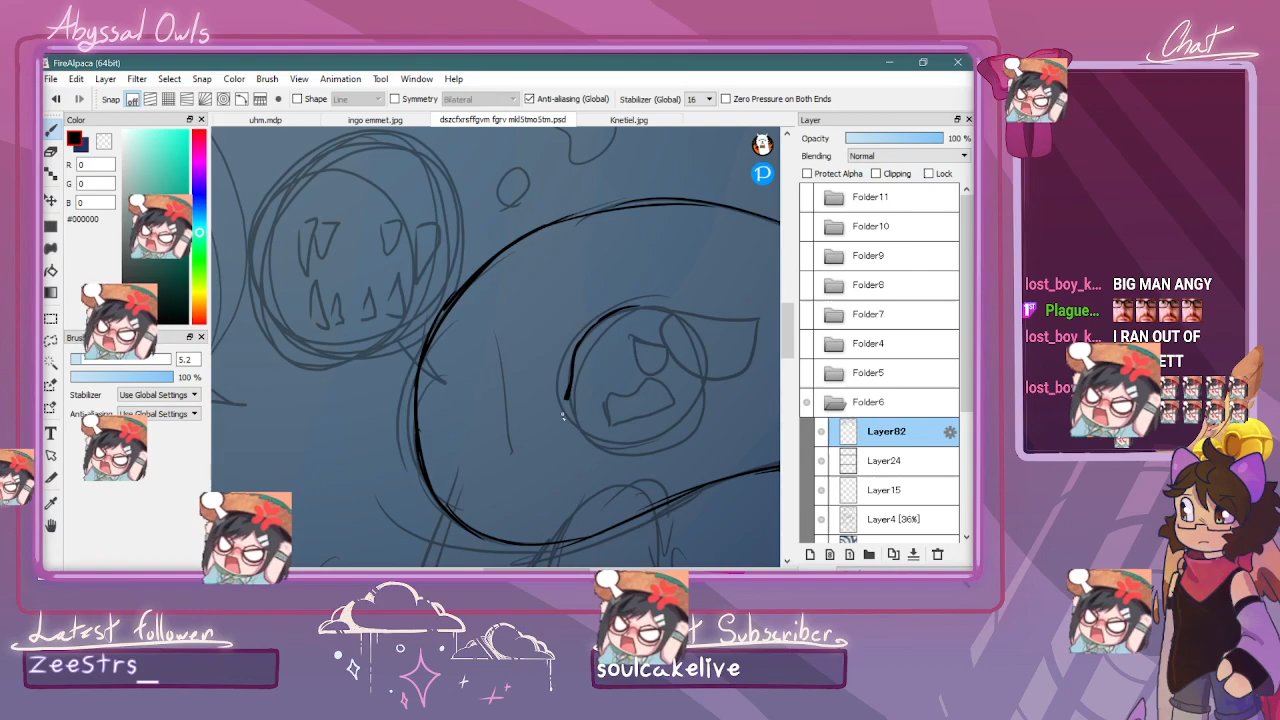 Abyssal Owls
Chat
FireAlpaca (64bit)
File Edit Layer Filter Select Snap Color Brush View Animation Tool Window Help
Snap off Shape Line Symmetry Bilateral Anti-aliasing (Global) Stabilizer (Global) 16 Zero Pressure on Both Ends
Color
uhm.mdp
ingo emmet.jpg
dszcfxrsffgvm fgrv mkl5tmo5tm.psd
Knetiel.jpg
Layer
Opacity 100 %
Blending Normal
Protect Alpha Clipping Lock
R 0
G 0
B 0
#000000
Folder11
Folder10
Folder9
Folder8
Folder7
Folder4
Folder5
Folder6
Layer82
Layer24
Layer15
Layer4 [36%]
5.2
100 %
Stabilizer Use Global Settings
Use Global Settings
lost_boy_k... BIG MAN ANGY
Plague...
lost_boy_k... I RAN OUT OF
Latest follower
ZeeStrs_
Subscriber
soulcakelive